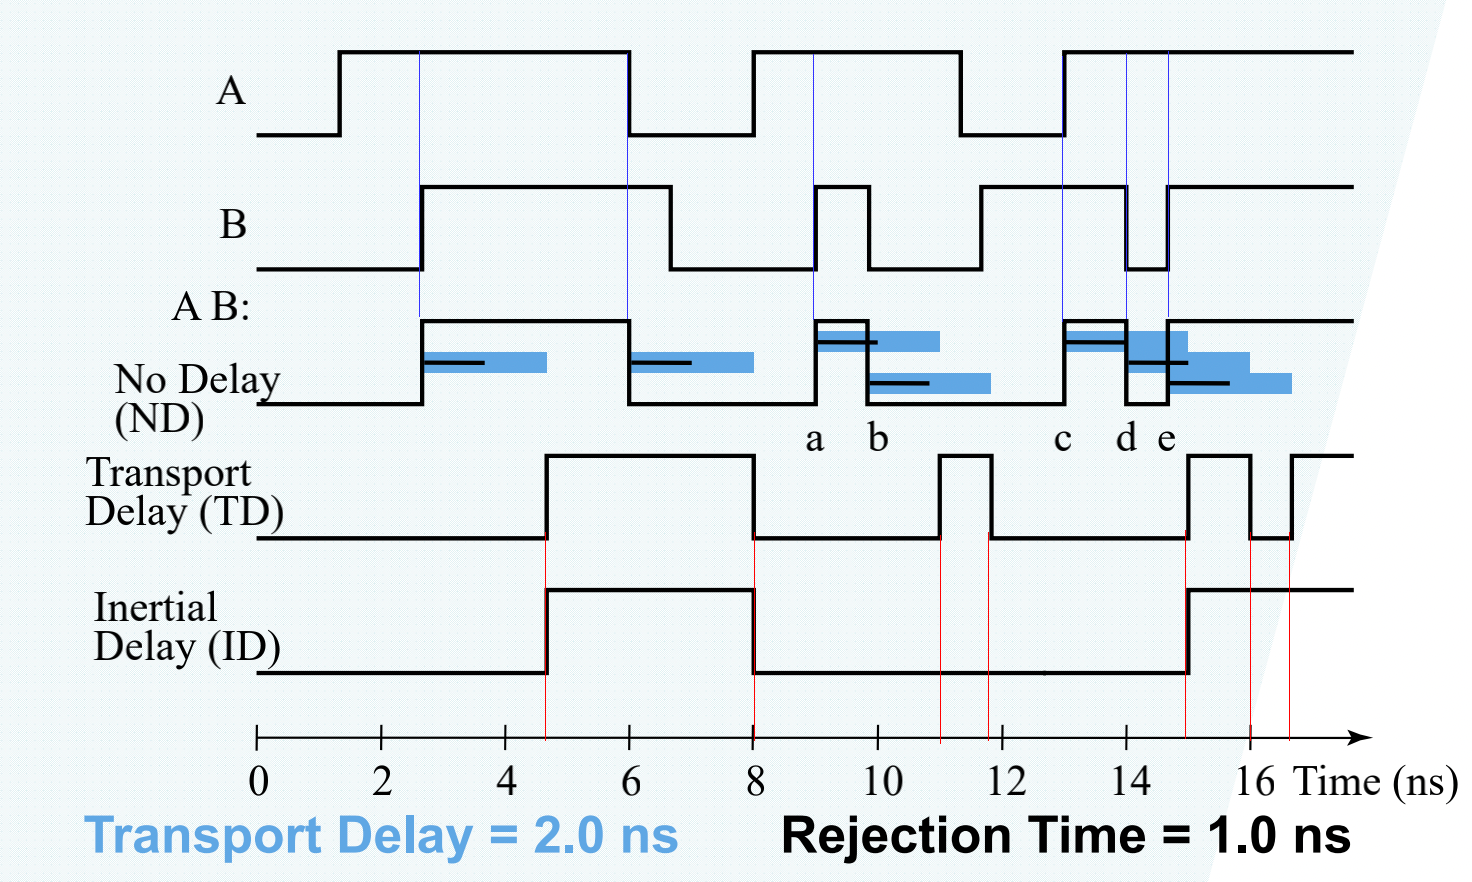 A
B
A B:
No Delay
(ND)
a b c d e
Transport
Delay (TD)
Inertial
Delay (ID)
0 2 4 6 8 10 12 14 16 Time (ns)
Transport Delay = 2.0 ns Rejection Time = 1.0 ns